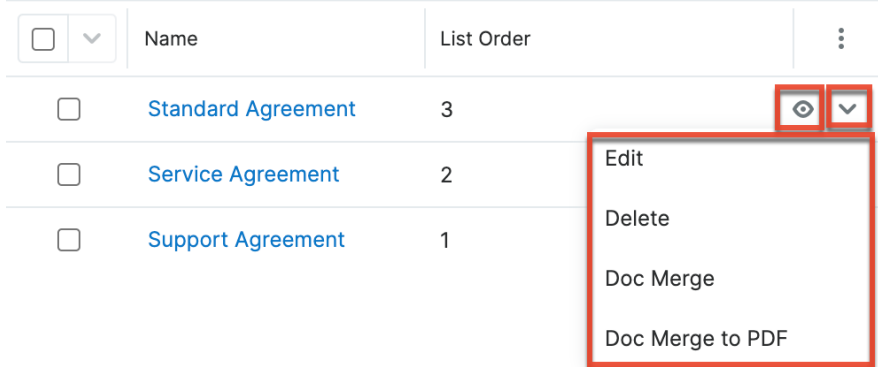 Name List Order
Standard Agreement 3
Edit
Service Agreement 2
Delete
Support Agreement 1
Doc Merge
Doc Merge to PDF